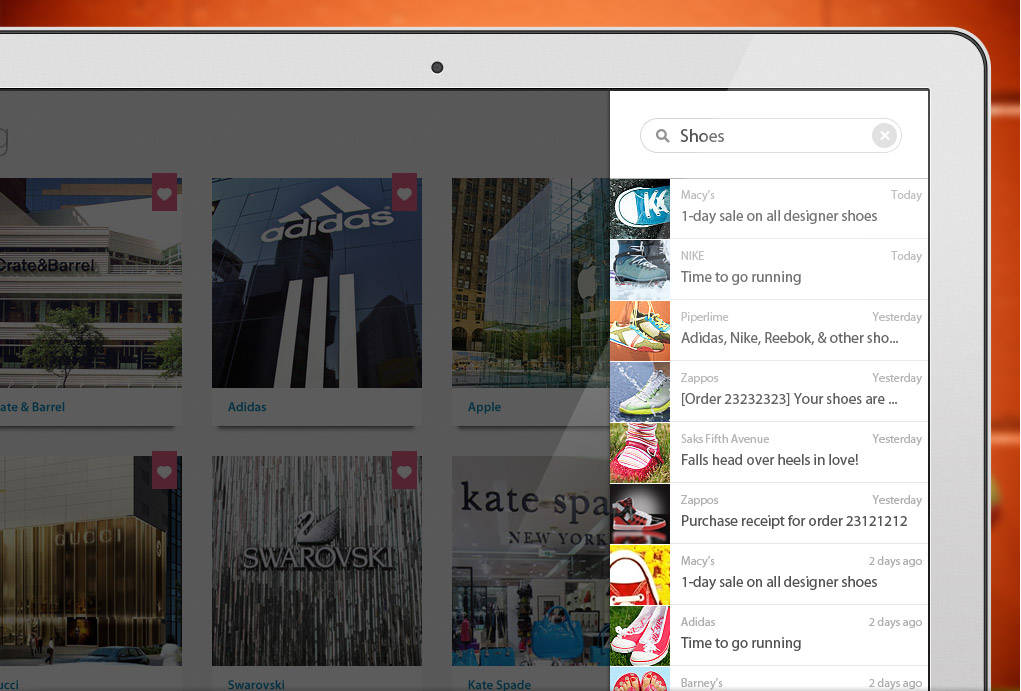 g
Shoes
Macy's Today
1-day sale on all designer shoes
NIKE Today
Time to go running
Piperlime Yesterday
Adidas, Nike, Reebok, & other sho...
Zappos Yesterday
[Order 23232323] Your shoes are ...
Saks Fifth Avenue Yesterday
Falls head over heels in love!
Zappos Yesterday
Purchase receipt for order 23121212
Macy's 2 days ago
1-day sale on all designer shoes
Adidas 2 days ago
Time to go running
Barney's 2 days ago
Crate&Barrel
adidas
ate & Barrel
Adidas
Apple
GUCCI
SWAROVSKI
kate spa
NEW YORK
ucci
Swarovski
Kate Spade